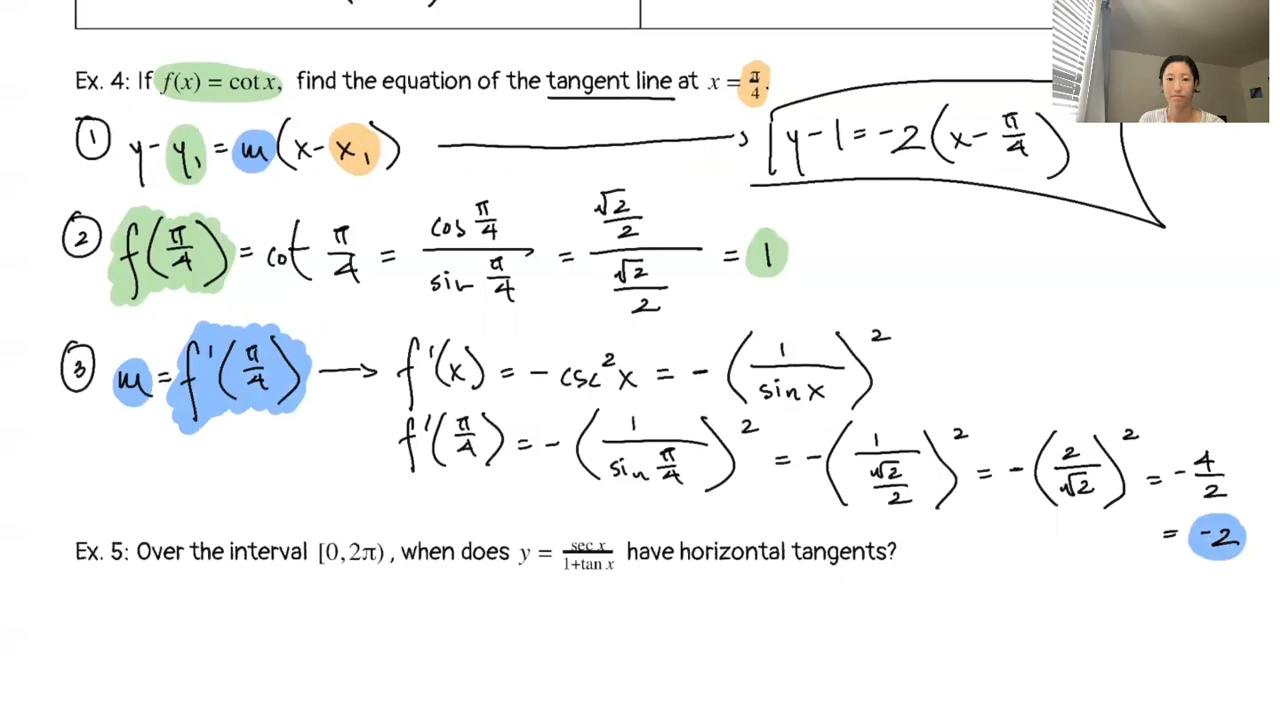 Ex. 4: If f(x) = cot x, find the equation of the tangent line at x = π/4.
① y - y₁ = m(x - x₁) → y - 1 = -2(x - π/4)
② f(π/4) = cot π/4 = (cos π/4)/(sin π/4) = (√2/2)/(√2/2) = 1
③ m = f'(π/4) → f'(x) = -csc²x = -(1/sin x)²
f'(π/4) = -(1/(sin π/4))² = -(1/(√2/2))² = -(2/√2)² = -4/2
= -2
Ex. 5: Over the interval [0, 2π), when does y = sec x/(1+tan x) have horizontal tangents?